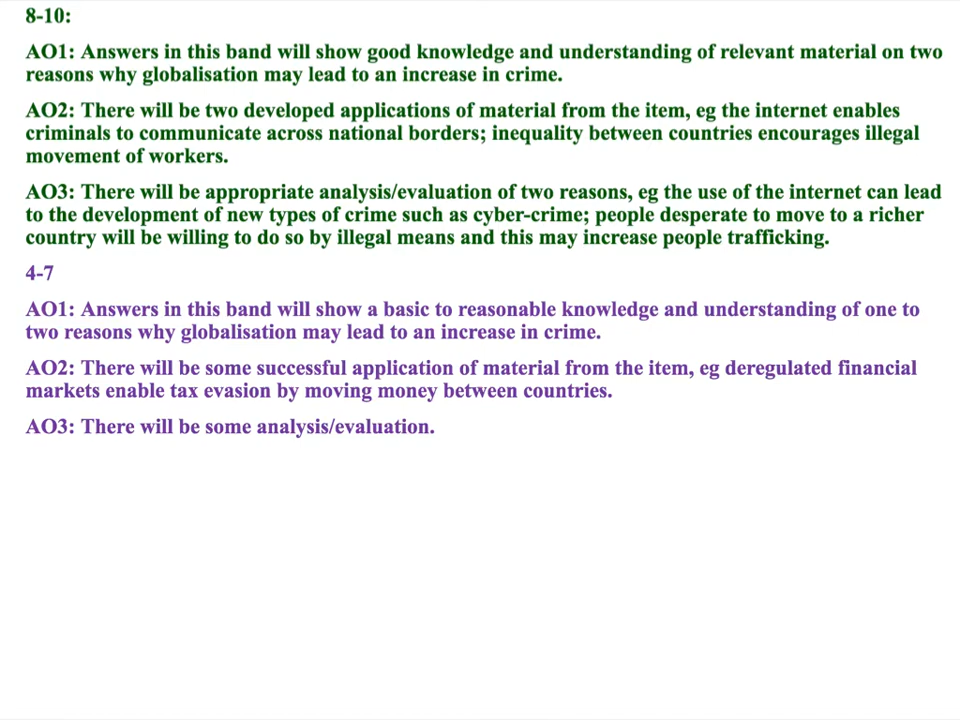 8-10:
AO1: Answers in this band will show good knowledge and understanding of relevant material on two
reasons why globalisation may lead to an increase in crime.
AO2: There will be two developed applications of material from the item, eg the internet enables
criminals to communicate across national borders; inequality between countries encourages illegal
movement of workers.
AO3: There will be appropriate analysis/evaluation of two reasons, eg the use of the internet can lead
to the development of new types of crime such as cyber-crime; people desperate to move to a richer
country will be willing to do so by illegal means and this may increase people trafficking.
4-7
AO1: Answers in this band will show a basic to reasonable knowledge and understanding of one to
two reasons why globalisation may lead to an increase in crime.
AO2: There will be some successful application of material from the item, eg deregulated financial
markets enable tax evasion by moving money between countries.
AO3: There will be some analysis/evaluation.